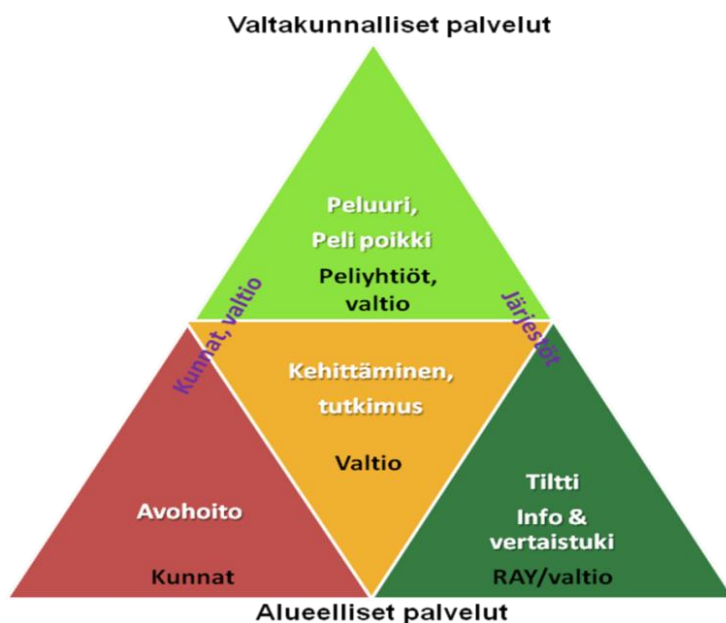 Valtakunnalliset palvelut
Peluuri,
Peli poikki
Peliyhtiöt,
valtio
Kunnat, valtio
Järjestöt
Kehittäminen,
tutkimus
Valtio
Avohoito
Kunnat
Tiltti
Info &
vertaistuki
RAY/valtio
Alueelliset palvelut